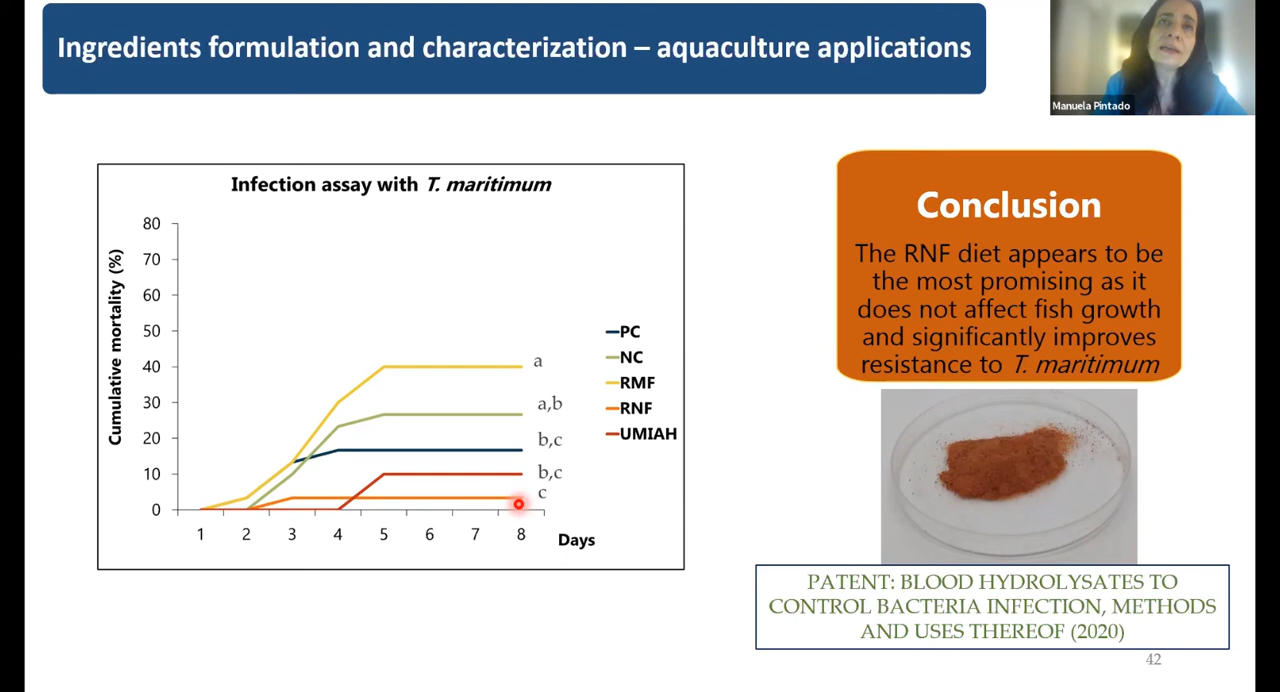 Ingredients formulation and characterization – aquaculture applications
Manuela Pintado
Infection assay with T. maritimum
Cumulative mortality (%)
80
70
60
50
40
30
20
10
0
1 2 3 4 5 6 7 8
Days
a
a,b
b,c
b,c
c
PC
NC
RMF
RNF
UMIAH
Conclusion
The RNF diet appears to be
the most promising as it
does not affect fish growth
and significantly improves
resistance to T. maritimum
PATENT: BLOOD HYDROLYSATES TO
CONTROL BACTERIA INFECTION, METHODS
AND USES THEREOF (2020)
42